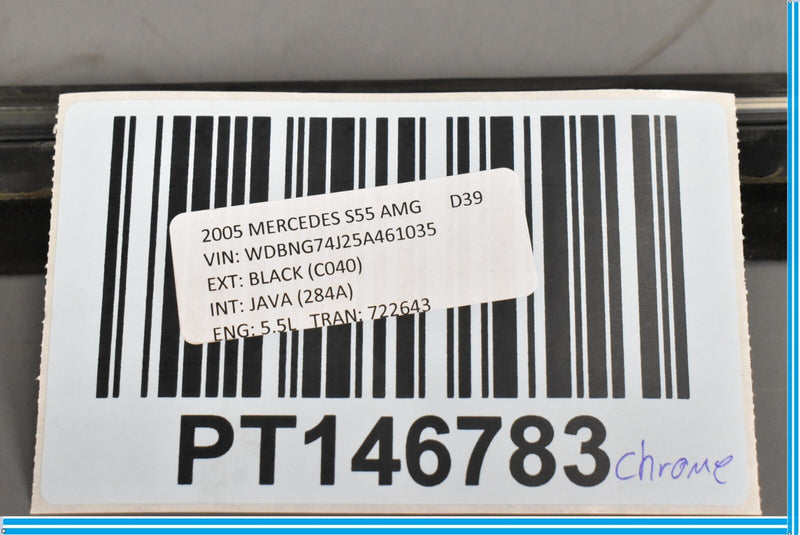 2005 MERCEDES S55 AMG D39
VIN: WDBNG74J25A461035
EXT: BLACK (C040)
INT: JAVA (284A)
ENG: 5.5L TRAN: 722643
PT146783 chrome